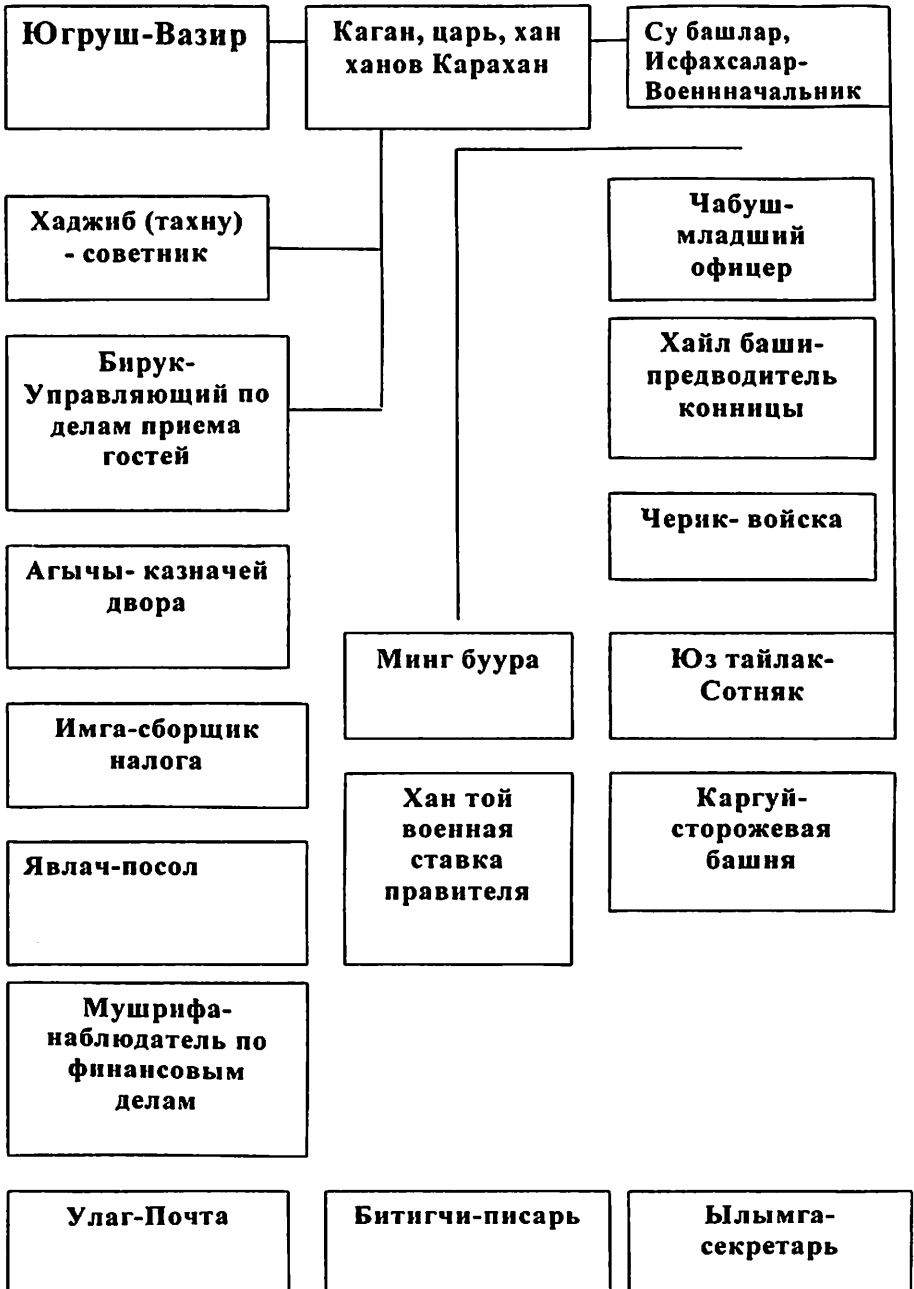 Югруш-Вазир
Каган, царь, хан
ханов Карахан
Су башлар,
Исфахсалар-
Военнначальник
Хаджиб (тахну)
- советник
Чабуш-
младший
офицер
Бирук-
Управляющий по
делам приема
гостей
Хайл баши-
предводитель
конницы
Черик- войска
Агычы- казначей
двора
Минг буура
Юз тайлак-
Сотняк
Имга-сборщик
налога
Хан той
военная
ставка
правителя
Каргуй-
сторожевая
башня
Явлач-посол
Мушрифа-
наблюдатель по
финансовым
делам
Улаг-Почта
Битигчи-писарь
Ылымга-
секретарь